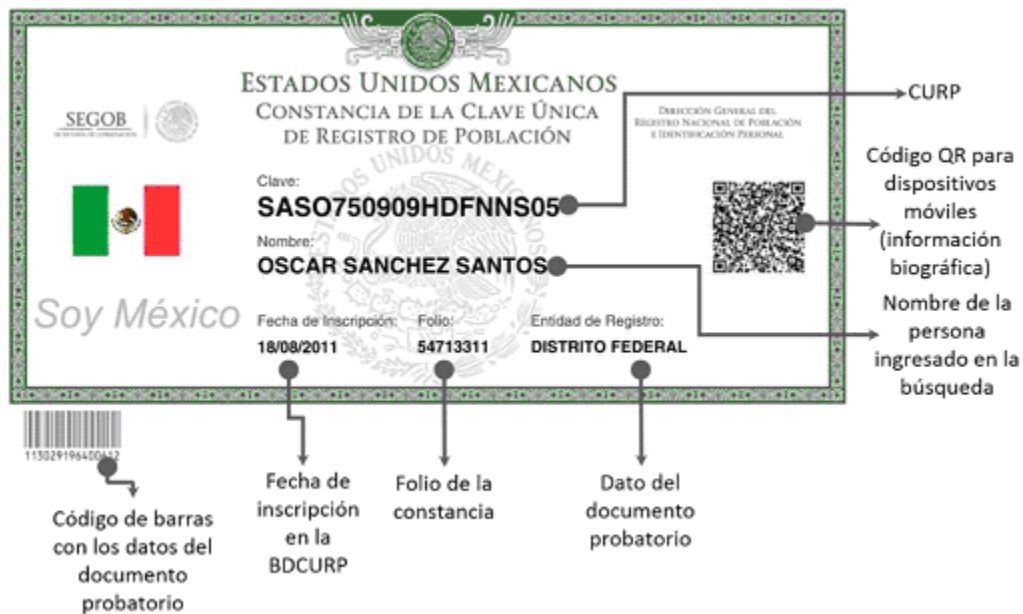 ESTADOS UNIDOS MEXICANOS
CONSTANCIA DE LA CLAVE ÚNICA
DE REGISTRO DE POBLACIÓN
SEGOB
DIRECCIÓN GENERAL DEL
REGISTRO NACIONAL DE POBLACIÓN
E IDENTIFICACIÓN PERSONAL
CURP
ESTADOS UNIDOS MEXICANOS
Clave:
SASO750909HDFNNS05
Código QR para
dispositivos
móviles
(información
biográfica)
Nombre:
OSCAR SANCHEZ SANTOS
Nombre de la
persona
ingresado en la
búsqueda
Soy México
Fecha de Inscripción: Folio: Entidad de Registro:
18/08/2011 54713311 DISTRITO FEDERAL
113029196400612
Código de barras
con los datos del
documento
probatorio
Fecha de
inscripción
en la
BDCURP
Folio de la
constancia
Dato del
documento
probatorio